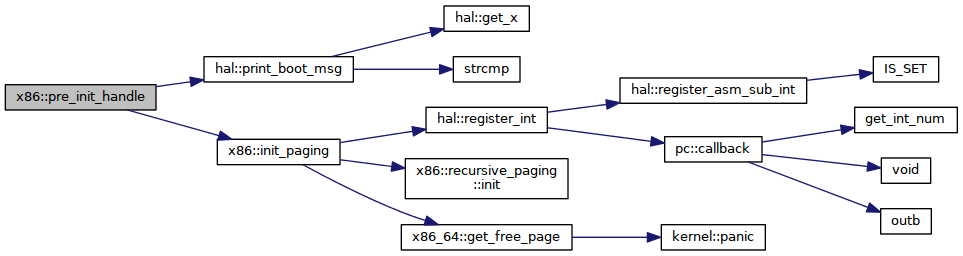 x86::pre_init_handle
hal::print_boot_msg
hal::get_x
strcmp
x86::init_paging
hal::register_int
hal::register_asm_sub_int
IS_SET
pc::callback
get_int_num
void
outb
x86::recursive_paging
::init
x86_64::get_free_page
kernel::panic